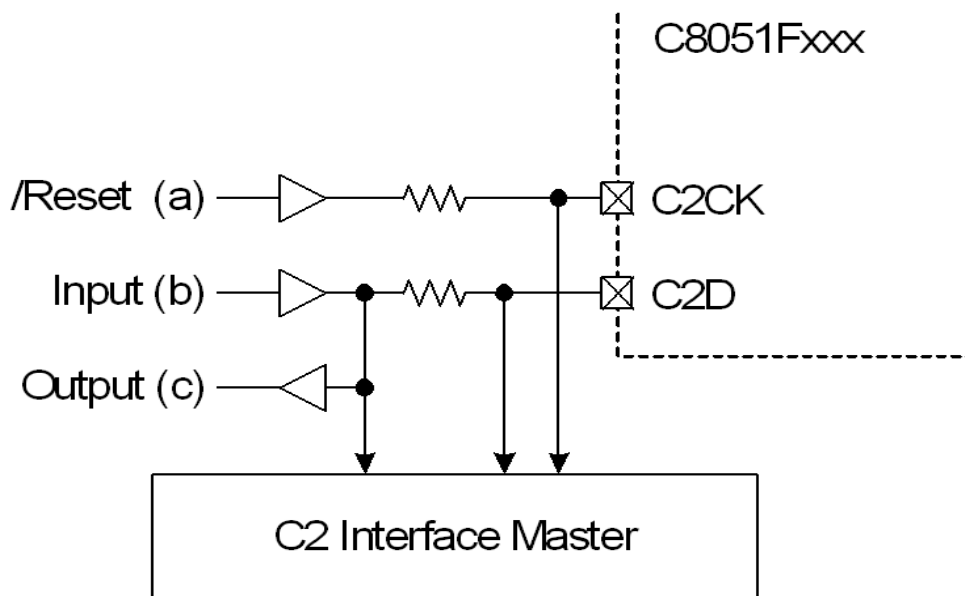 C8051Fxxx
/Reset (a)
C2CK
Input (b)
C2D
Output (c)
C2 Interface Master